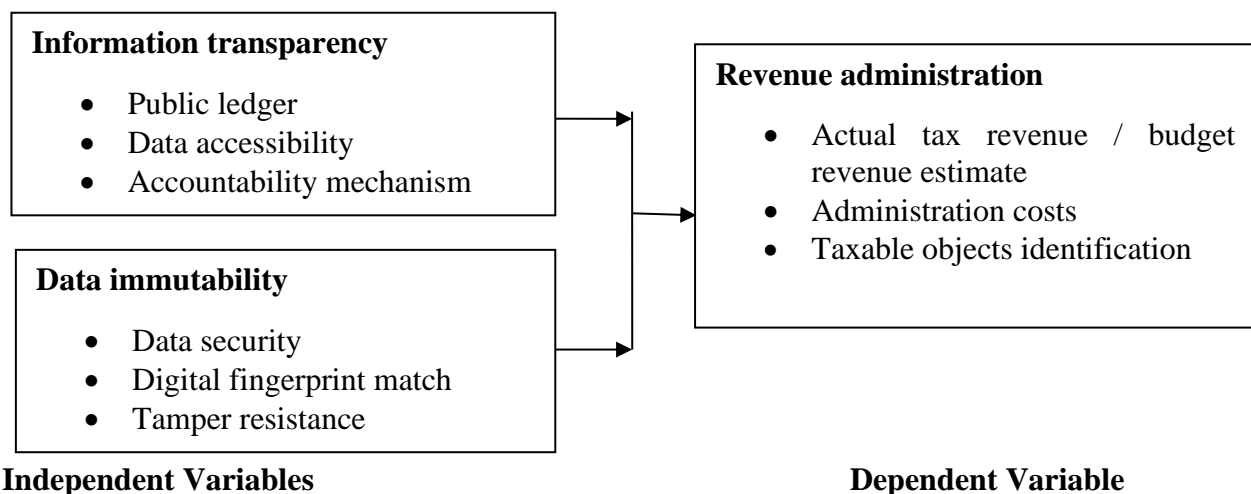 Information transparency
• Public ledger
• Data accessibility
• Accountability mechanism
Data immutability
• Data security
• Digital fingerprint match
• Tamper resistance
Independent Variables
Revenue administration
• Actual tax revenue / budget
revenue estimate
• Administration costs
• Taxable objects identification
Dependent Variable